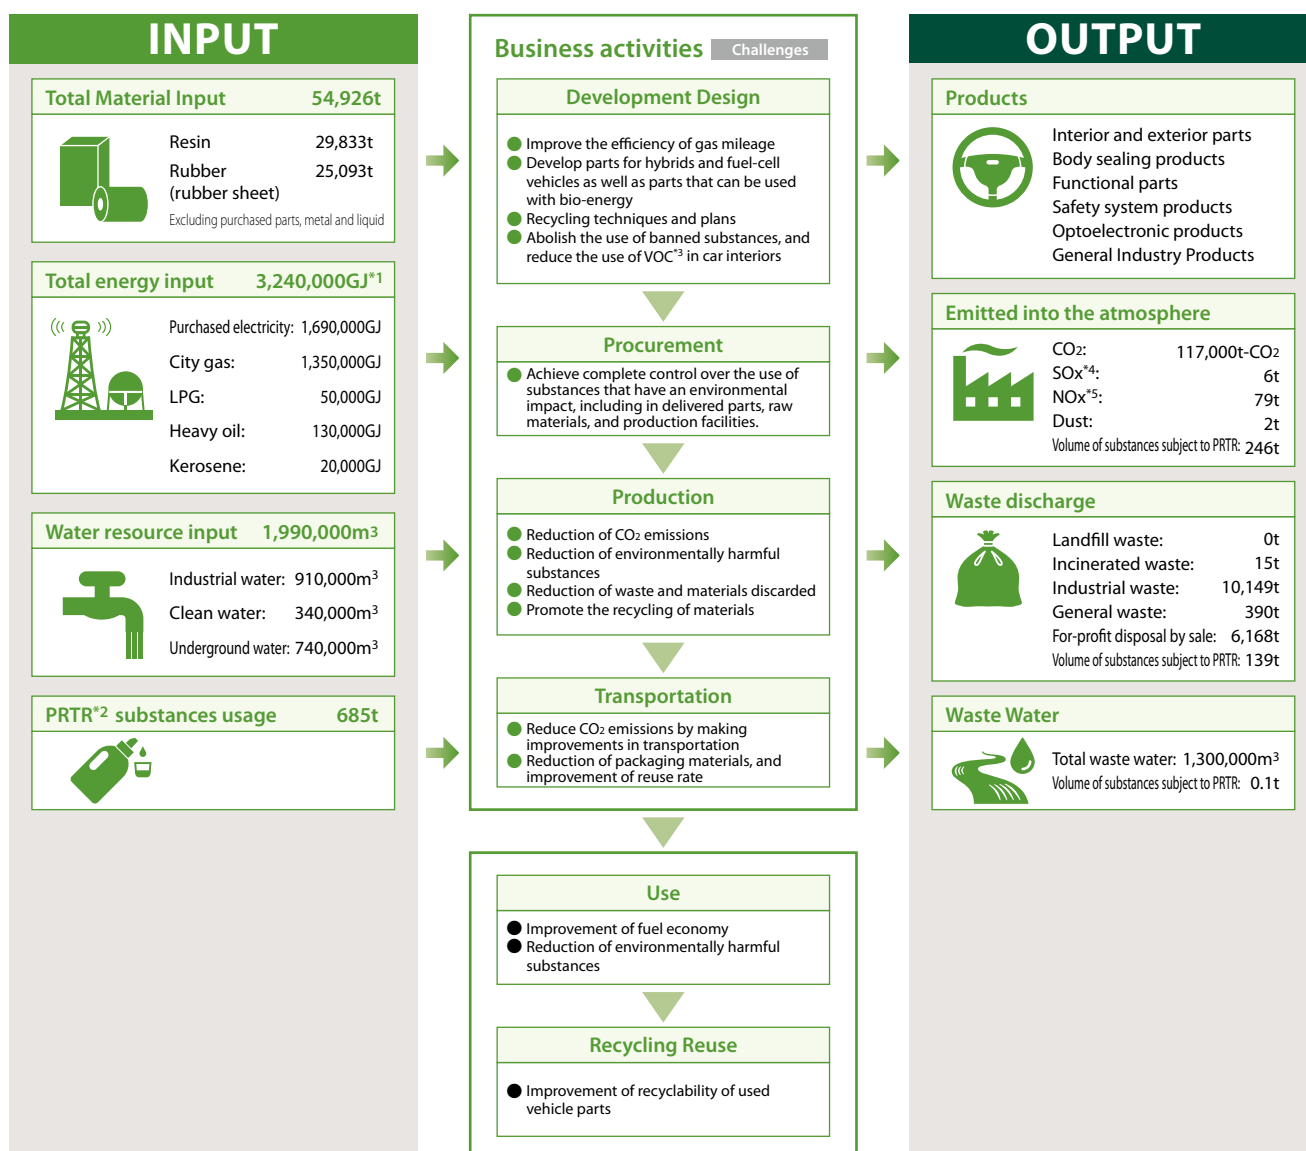 INPUT
Total Material Input 54,926t
Resin 29,833t
Rubber 25,093t
(rubber sheet)
Excluding purchased parts, metal and liquid
Total energy input 3,240,000GJ*1
Purchased electricity: 1,690,000GJ
City gas: 1,350,000GJ
LPG: 50,000GJ
Heavy oil: 130,000GJ
Kerosene: 20,000GJ
Water resource input 1,990,000m3
Industrial water: 910,000m3
Clean water: 340,000m3
Underground water: 740,000m3
PRTR*2 substances usage 685t
Business activities Challenges
Development Design
● Improve the efficiency of gas mileage
● Develop parts for hybrids and fuel-cell
vehicles as well as parts that can be used
with bio-energy
● Recycling techniques and plans
● Abolish the use of banned substances, and
reduce the use of VOC*3 in car interiors
Procurement
● Achieve complete control over the use of
substances that have an environmental
impact, including in delivered parts, raw
materials, and production facilities.
Production
● Reduction of CO2 emissions
● Reduction of environmentally harmful
substances
● Reduction of waste and materials discarded
● Promote the recycling of materials
Transportation
● Reduce CO2 emissions by making
improvements in transportation
● Reduction of packaging materials, and
improvement of reuse rate
Use
● Improvement of fuel economy
● Reduction of environmentally harmful
substances
Recycling Reuse
● Improvement of recyclability of used
vehicle parts
OUTPUT
Products
Interior and exterior parts
Body sealing products
Functional parts
Safety system products
Optoelectronic products
General Industry Products
Emitted into the atmosphere
CO2: 117,000t-CO2
SOx*4: 6t
NOx*5: 79t
Dust: 2t
Volume of substances subject to PRTR: 246t
Waste discharge
Landfill waste: 0t
Incinerated waste: 15t
Industrial waste: 10,149t
General waste: 390t
For-profit disposal by sale: 6,168t
Volume of substances subject to PRTR: 139t
Waste Water
Total waste water: 1,300,000m3
Volume of substances subject to PRTR: 0.1t